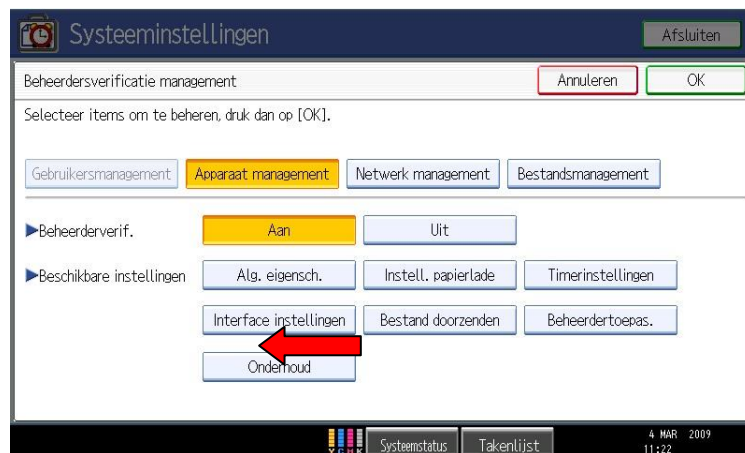 Systeeminstellingen Afsluiten
Beheerdersverificatie management Annuleren OK
Selecteer items om te beheren, druk dan op [OK].
Gebruikersmanagement Apparaat management Netwerk management Bestandsmanagement
Beheerderverif. Aan Uit
Beschikbare instellingen Alg. eigensch. Instell. papierlade Timerinstellingen
Interface instellingen Bestand doorzenden Beheerdertoepas.
Onderhoud
Y C M K Systeemstatus Takenlijst 4 MAR 2009
11:22